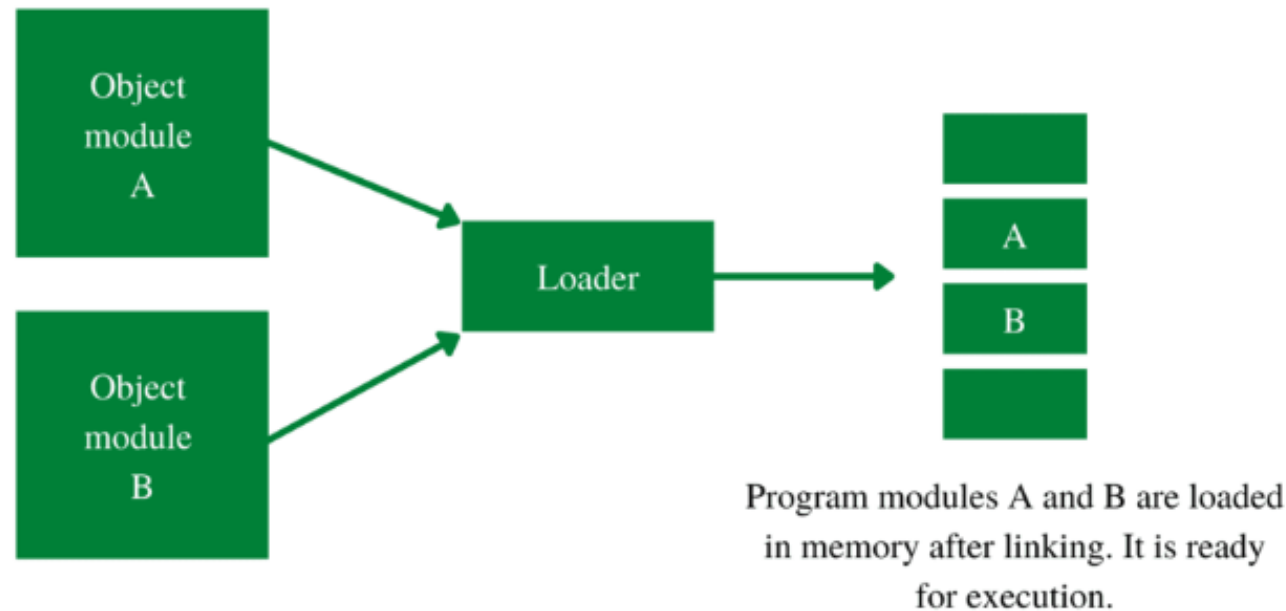 Object
module
A
Loader
A
B
Object
module
B
Program modules A and B are loaded
in memory after linking. It is ready
for execution.